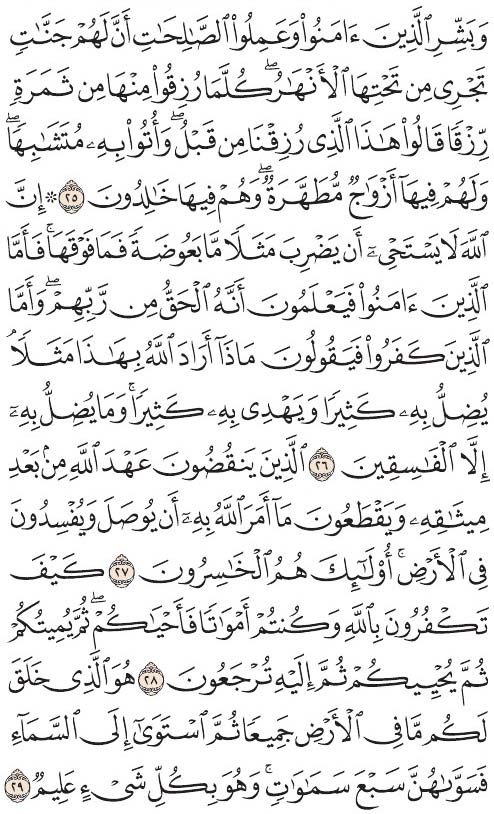 وَبَشِّرِ ٱلَّذِينَ ءَامَنُوا۟ وَعَمِلُوا۟ ٱلصَّـٰلِحَـٰتِ أَنَّ لَهُمْ جَنَّـٰتٍ
تَجْرِى مِن تَحْتِهَا ٱلْأَنْهَـٰرُ ۖ كُلَّمَا رُزِقُوا۟ مِنْهَا مِن ثَمَرَةٍ
رِّزْقًا قَالُوا۟ هَـٰذَا ٱلَّذِى رُزِقْنَا مِن قَبْلُ ۖ وَأُتُوا۟ بِهِۦ مُتَشَـٰبِهًا ۖ
وَلَهُمْ فِيهَآ أَزْوَٰجٌ مُّطَهَّرَةٌ ۖ وَهُمْ فِيهَا خَـٰلِدُونَ ٢٥ ۞ إِنَّ
ٱللَّهَ لَا يَسْتَحْىِۦٓ أَن يَضْرِبَ مَثَلًا مَّا بَعُوضَةً فَمَا فَوْقَهَا ۚ فَأَمَّا
ٱلَّذِينَ ءَامَنُوا۟ فَيَعْلَمُونَ أَنَّهُ ٱلْحَقُّ مِن رَّبِّهِمْ ۖ وَأَمَّا
ٱلَّذِينَ كَفَرُوا۟ فَيَقُولُونَ مَاذَآ أَرَادَ ٱللَّهُ بِهَـٰذَا مَثَلًا ۘ
يُضِلُّ بِهِۦ كَثِيرًا وَيَهْدِى بِهِۦ كَثِيرًا ۚ وَمَا يُضِلُّ بِهِۦٓ
إِلَّا ٱلْفَـٰسِقِينَ ٢٦ ٱلَّذِينَ يَنقُضُونَ عَهْدَ ٱللَّهِ مِنۢ بَعْدِ
مِيثَـٰقِهِۦ وَيَقْطَعُونَ مَآ أَمَرَ ٱللَّهُ بِهِۦٓ أَن يُوصَلَ وَيُفْسِدُونَ
فِى ٱلْأَرْضِ ۚ أُو۟لَـٰٓئِكَ هُمُ ٱلْخَـٰسِرُونَ ٢٧ كَيْفَ
تَكْفُرُونَ بِٱللَّهِ وَكُنتُمْ أَمْوَٰتًا فَأَحْيَـٰكُمْ ۖ ثُمَّ يُمِيتُكُمْ
ثُمَّ يُحْيِيكُمْ ثُمَّ إِلَيْهِ تُرْجَعُونَ ٢٨ هُوَ ٱلَّذِى خَلَقَ
لَكُم مَّا فِى ٱلْأَرْضِ جَمِيعًا ثُمَّ ٱسْتَوَىٰٓ إِلَى ٱلسَّمَآءِ
فَسَوَّىٰهُنَّ سَبْعَ سَمَـٰوَٰتٍ ۚ وَهُوَ بِكُلِّ شَىْءٍ عَلِيمٌ ٢٩